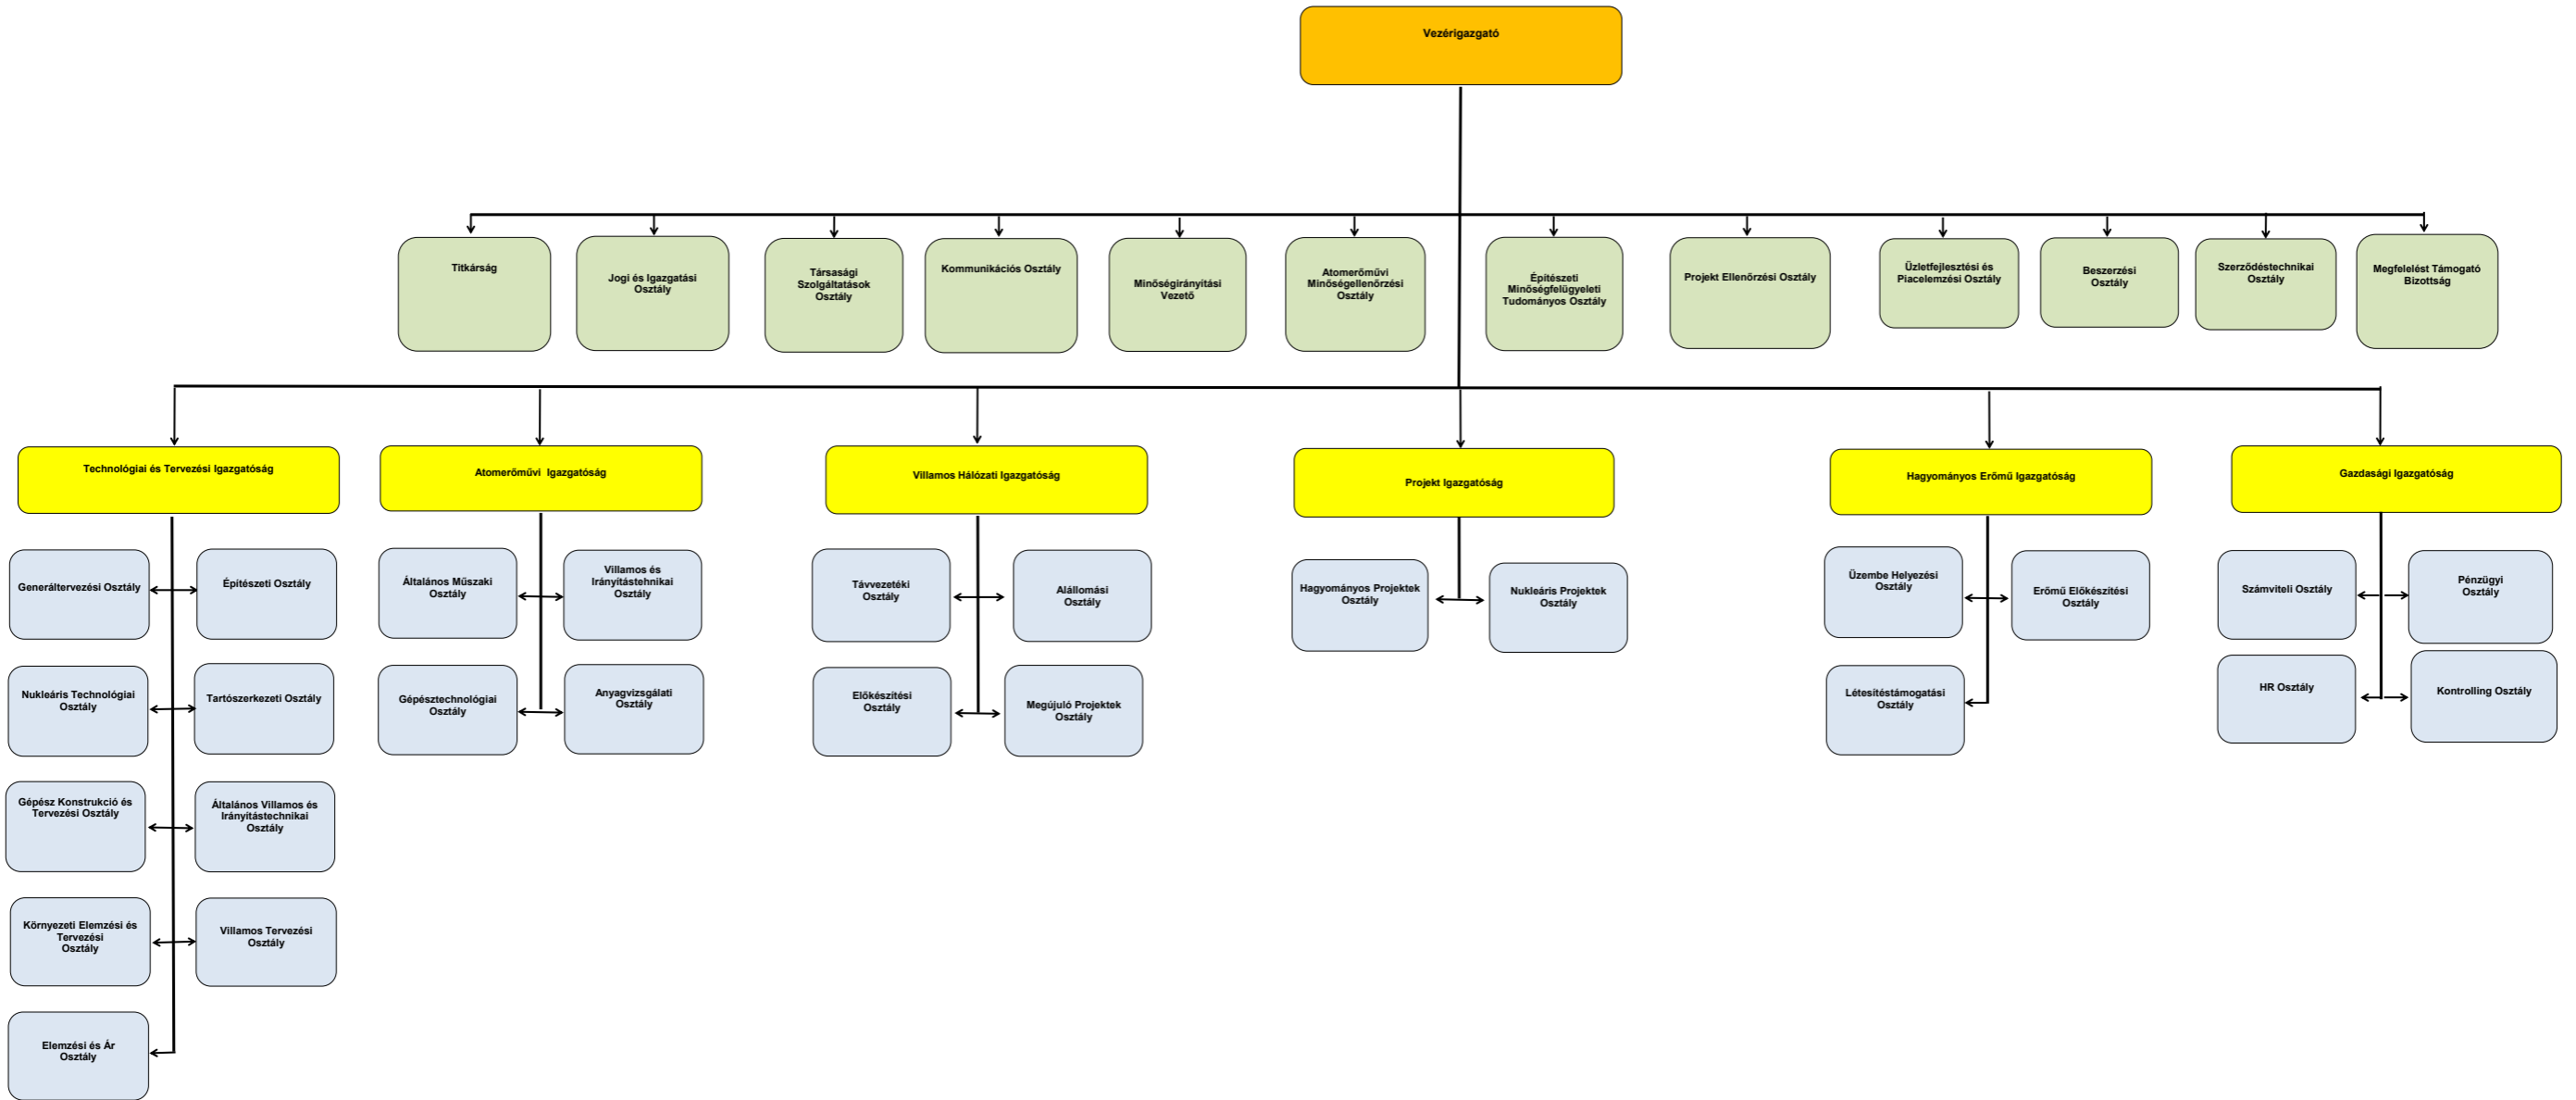 Vezérigazgató
Titkárság
Jogi és Igazgatási
Osztály
Társasági
Szolgáltatások
Osztály
Kommunikációs Osztály
Minőségirányítási
Vezető
Atomerőművi
Minőségellenőrzési
Osztály
Építészeti
Minőségfelügyeleti
Tudományos Osztály
Projekt Ellenőrzési Osztály
Üzletfejlesztési és
Piacelemzési Osztály
Beszerzési
Osztály
Szerződéstechnikai
Osztály
Megfelelést Támogató
Bizottság
Technológiai és Tervezési Igazgatóság
Atomerőművi Igazgatóság
Villamos Hálózati Igazgatóság
Projekt Igazgatóság
Hagyományos Erőmű Igazgatóság
Gazdasági Igazgatóság
Generáltervezési Osztály
Építészeti Osztály
Általános Műszaki
Osztály
Villamos és
Irányítástehnikai
Osztály
Távvezetéki
Osztály
Alállomási
Osztály
Hagyományos Projektek
Osztály
Nukleáris Projektek
Osztály
Üzembe Helyezési
Osztály
Erőmű Előkészítési
Osztály
Számviteli Osztály
Pénzügyi
Osztály
Nukleáris Technológiai
Osztály
Tartószerkezeti Osztály
Gépésztechnológiai
Osztály
Anyagvizsgálati
Osztály
Előkészítési
Osztály
Megújuló Projektek
Osztály
Létesítéstámogatási
Osztály
HR Osztály
Kontrolling Osztály
Gépész Konstrukció és
Tervezési Osztály
Általános Villamos és
Irányítástechnikai
Osztály
Környezeti Elemzési és
Tervezési
Osztály
Villamos Tervezési
Osztály
Elemzési és Ár
Osztály